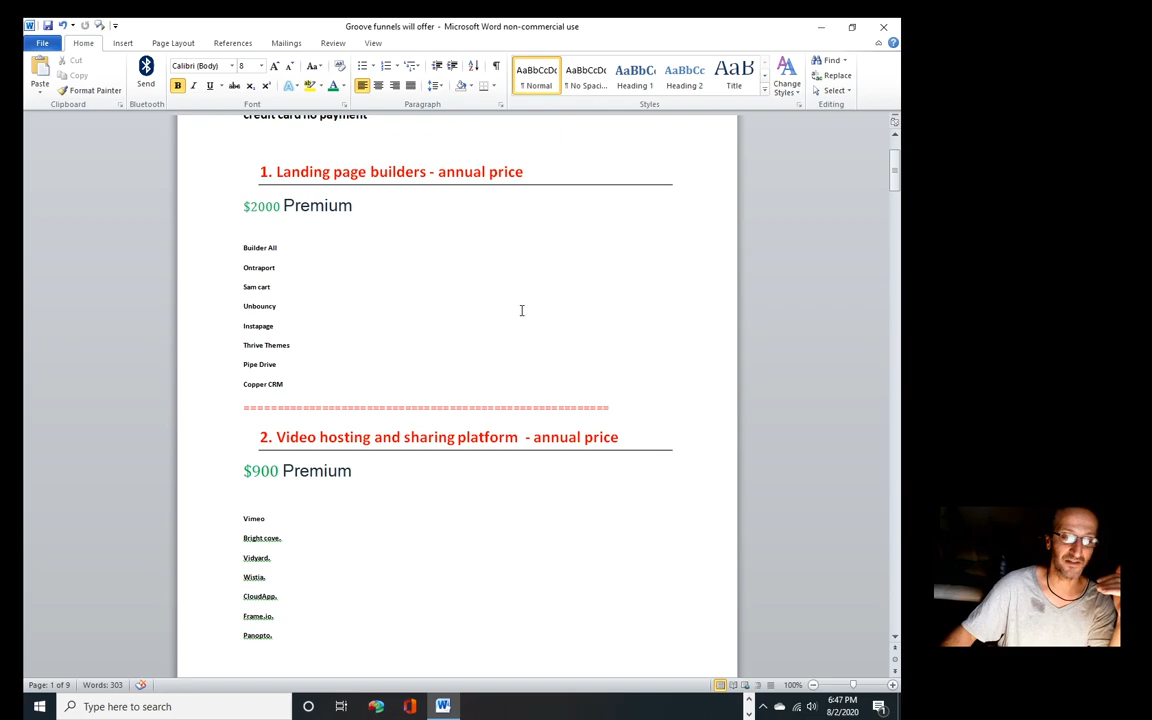 Groove funnels will offer - Microsoft Word non-commercial use
File Home Insert Page Layout References Mailings Review View
Paste
Cut
Copy
Format Painter
Clipboard
Send
Bluetooth
Calibri (Body) 8
Font
Paragraph
AaBbCcDc AaBbCcDc AaBbCc AaBbCc AaB
¶ Normal ¶ No Spaci... Heading 1 Heading 2 Title
Change Styles
Styles
Find
Replace
Select
Editing
credit card no payment
1. Landing page builders - annual price
$2000 Premium
Builder All
Ontraport
Sam cart
Unbouncy
Instapage
Thrive Themes
Pipe Drive
Copper CRM
2. Video hosting and sharing platform - annual price
$900 Premium
Vimeo
Bright cove.
Vidyard.
Wistia.
CloudApp.
Frame.io.
Panopto.
Page: 1 of 9 Words: 303 100%
Type here to search
6:47 PM
8/2/2020